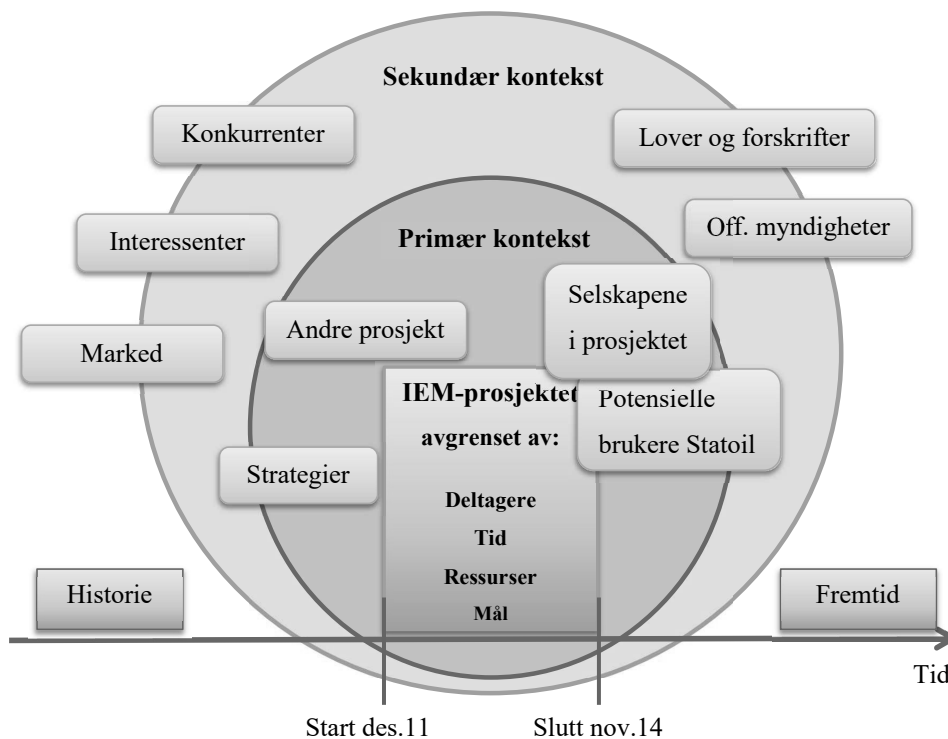 Sekundær kontekst
Konkurrenter
Lover og forskrifter
Interessenter
Off. myndigheter
Primær kontekst
Marked
Andre prosjekt
Selskapene
i prosjektet
IEM-prosjektet
avgrenset av:
Potensielle
brukere Statoil
Strategier
Deltagere
Tid
Ressurser
Mål
Historie
Fremtid
Tid
Start des.11
Slutt nov.14